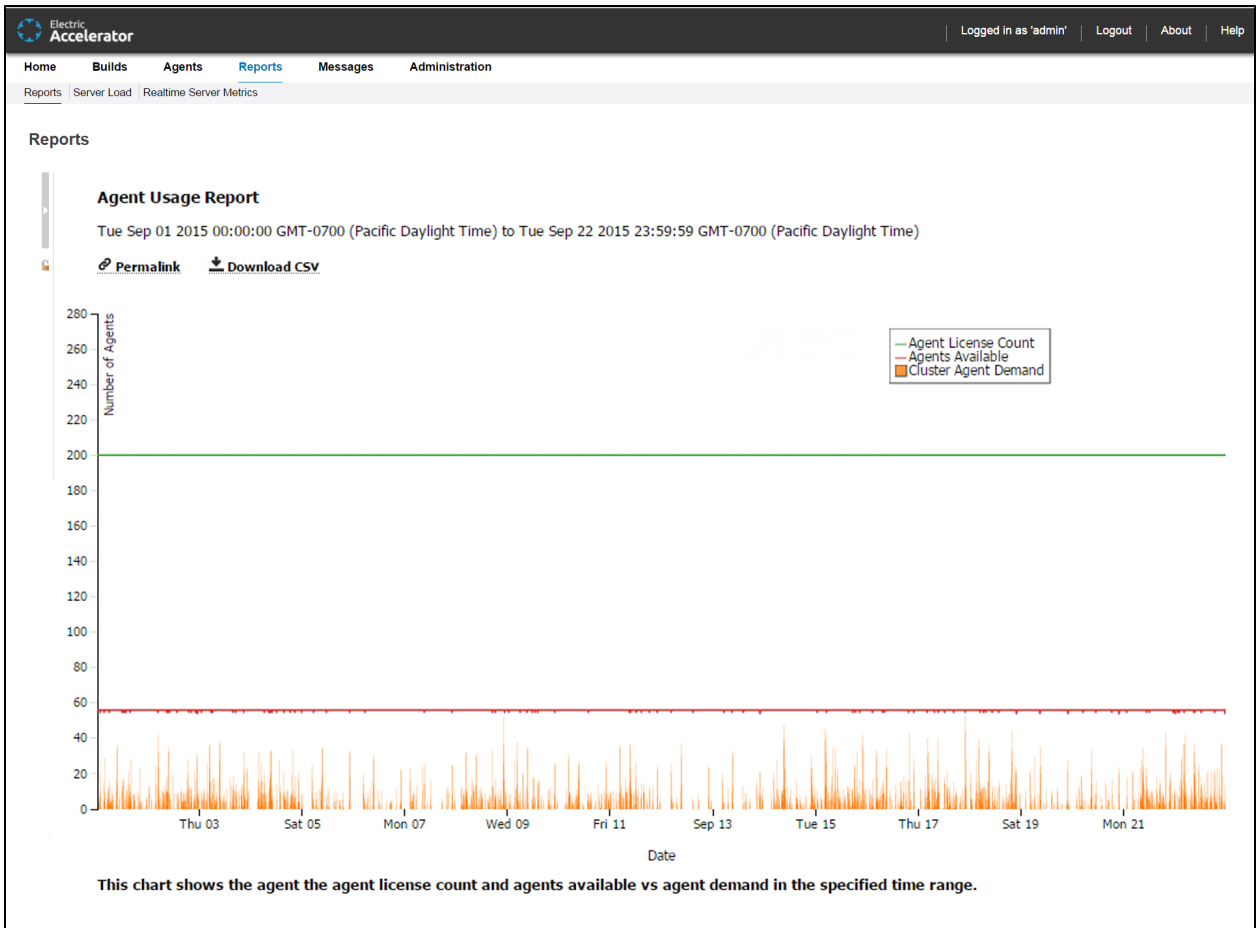 Electric
Accelerator
Logged in as 'admin' Logout About Help
Home Builds Agents Reports Messages Administration
Reports Server Load Realtime Server Metrics
Reports
Agent Usage Report
Tue Sep 01 2015 00:00:00 GMT-0700 (Pacific Daylight Time) to Tue Sep 22 2015 23:59:59 GMT-0700 (Pacific Daylight Time)
Permalink Download CSV
Number of Agents
280
260
240
220
200
180
160
140
120
100
80
60
40
20
0
Agent License Count
Agents Available
Cluster Agent Demand
Thu 03 Sat 05 Mon 07 Wed 09 Fri 11 Sep 13 Tue 15 Thu 17 Sat 19 Mon 21
Date
This chart shows the agent the agent license count and agents available vs agent demand in the specified time range.